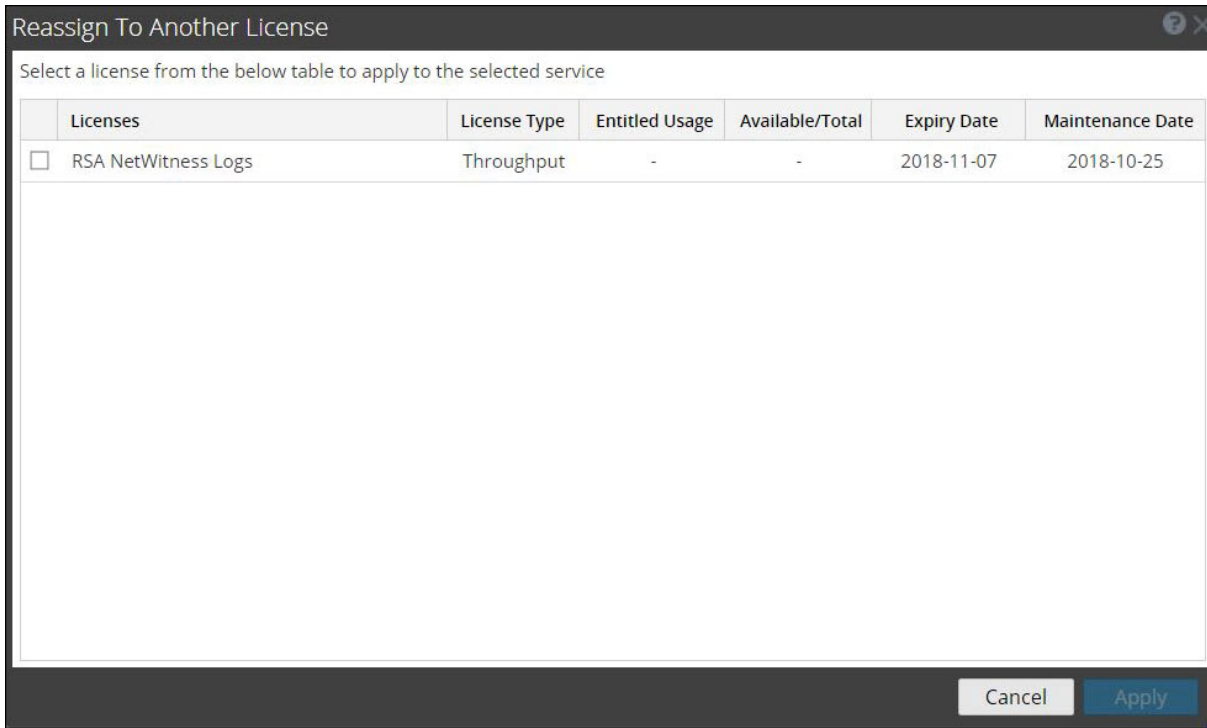 Reassign To Another License
Select a license from the below table to apply to the selected service
Licenses License Type Entitled Usage Available/Total Expiry Date Maintenance Date
RSA NetWitness Logs Throughput - - 2018-11-07 2018-10-25
Cancel Apply